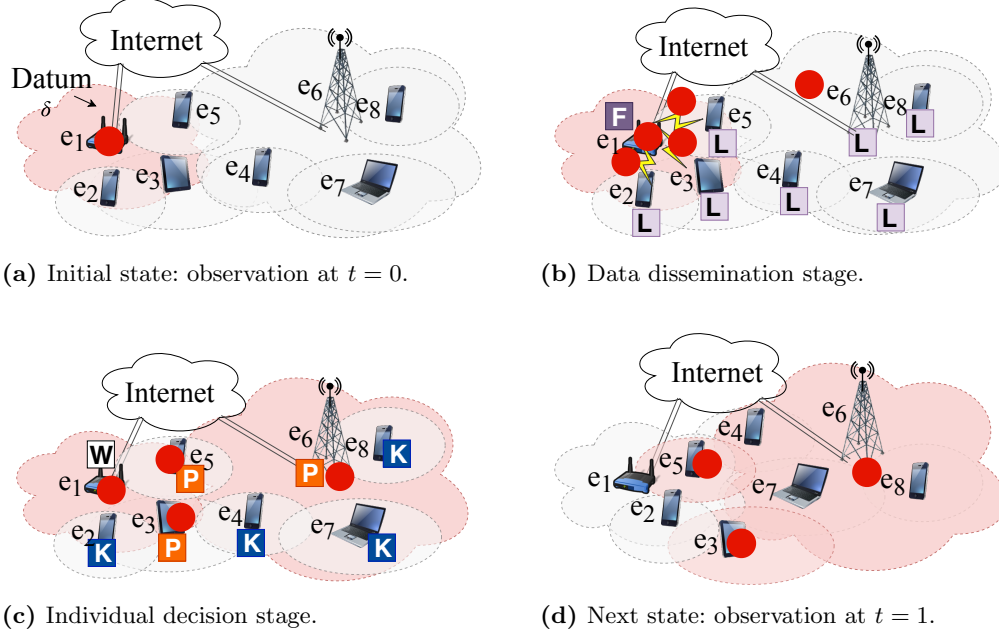 Internet
Datum
δ
e6
e8
e1
e5
e2
e3
e4
e7
(a) Initial state: observation at t = 0.
Internet
F
e6
e8
e1
e5
L
L
L
e2
e3
e4
e7
L
L
L
L
(b) Data dissemination stage.
Internet
W
e6
e8
e5
K
e1
P
P
e2
e3
e4
e7
K
P
K
K
(c) Individual decision stage.
Internet
e4
e6
e5
e1
e7
e8
e2
e3
(d) Next state: observation at t = 1.